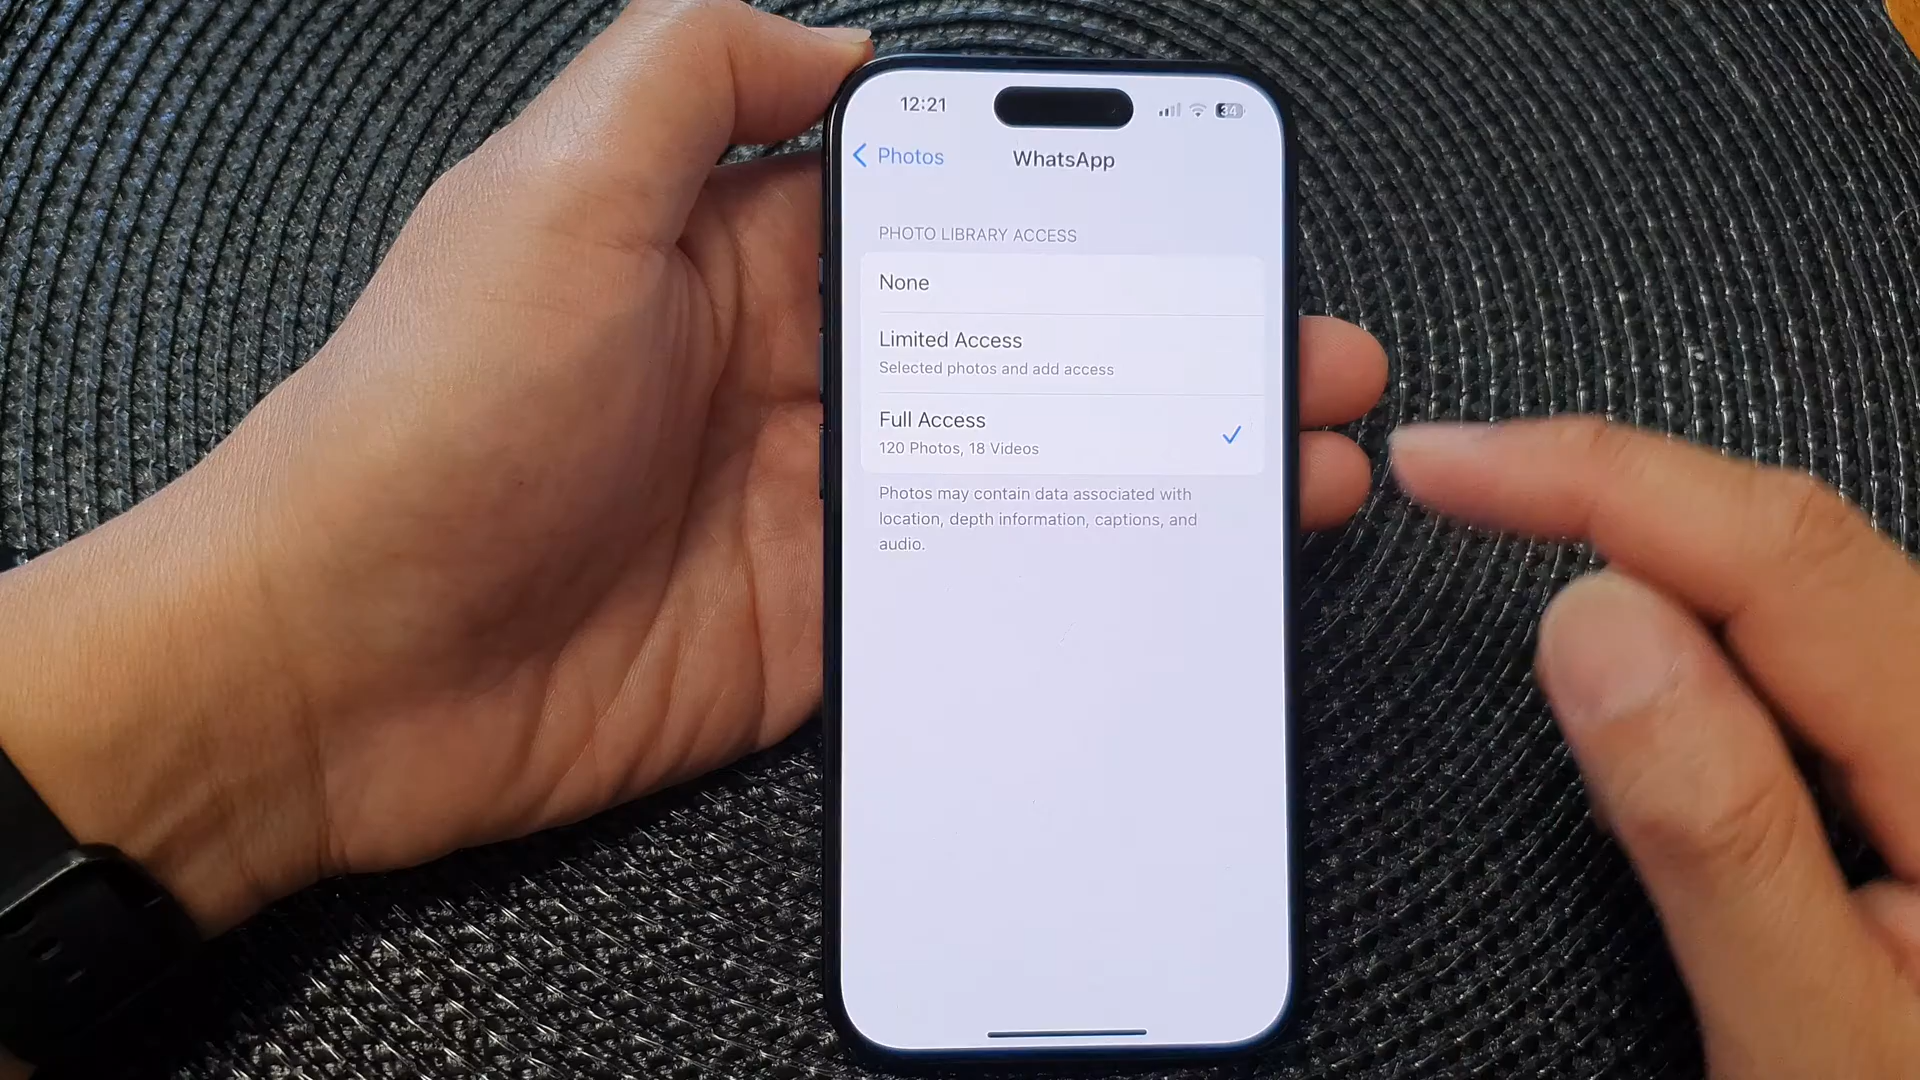 12:21
34
Photos
WhatsApp
PHOTO LIBRARY ACCESS
None
Limited Access
Selected photos and add access
Full Access
120 Photos, 18 Videos
Photos may contain data associated with
location, depth information, captions, and
audio.